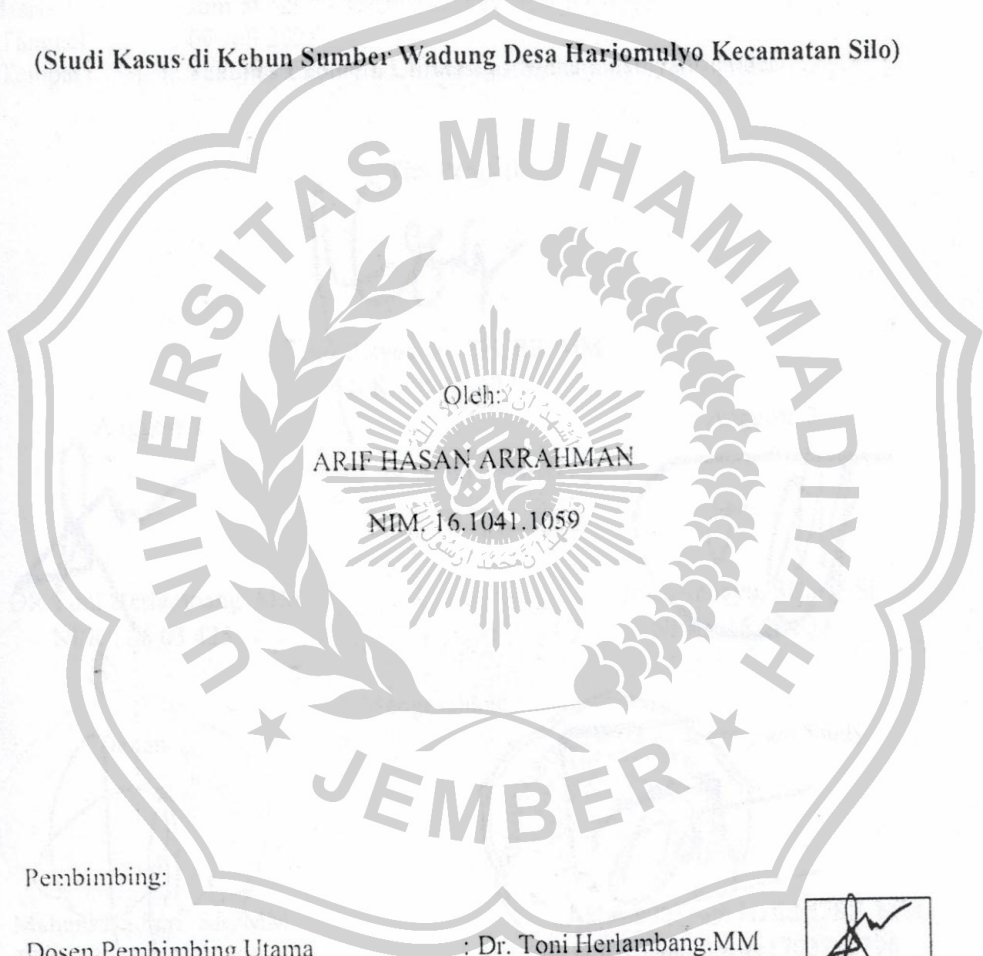 (Studi Kasus di Kebun Sumber Wadung Desa Harjomulyo Kecamatan Silo)
UNIVERSITAS MUHAMMADIYAH
Oleh:
ARIF HASAN ARRAHMAN
NIM. 16.1041.1059
JEMBER
Pembimbing:
Dosen Pembimbing Utama : Dr. Toni Herlambang.MM